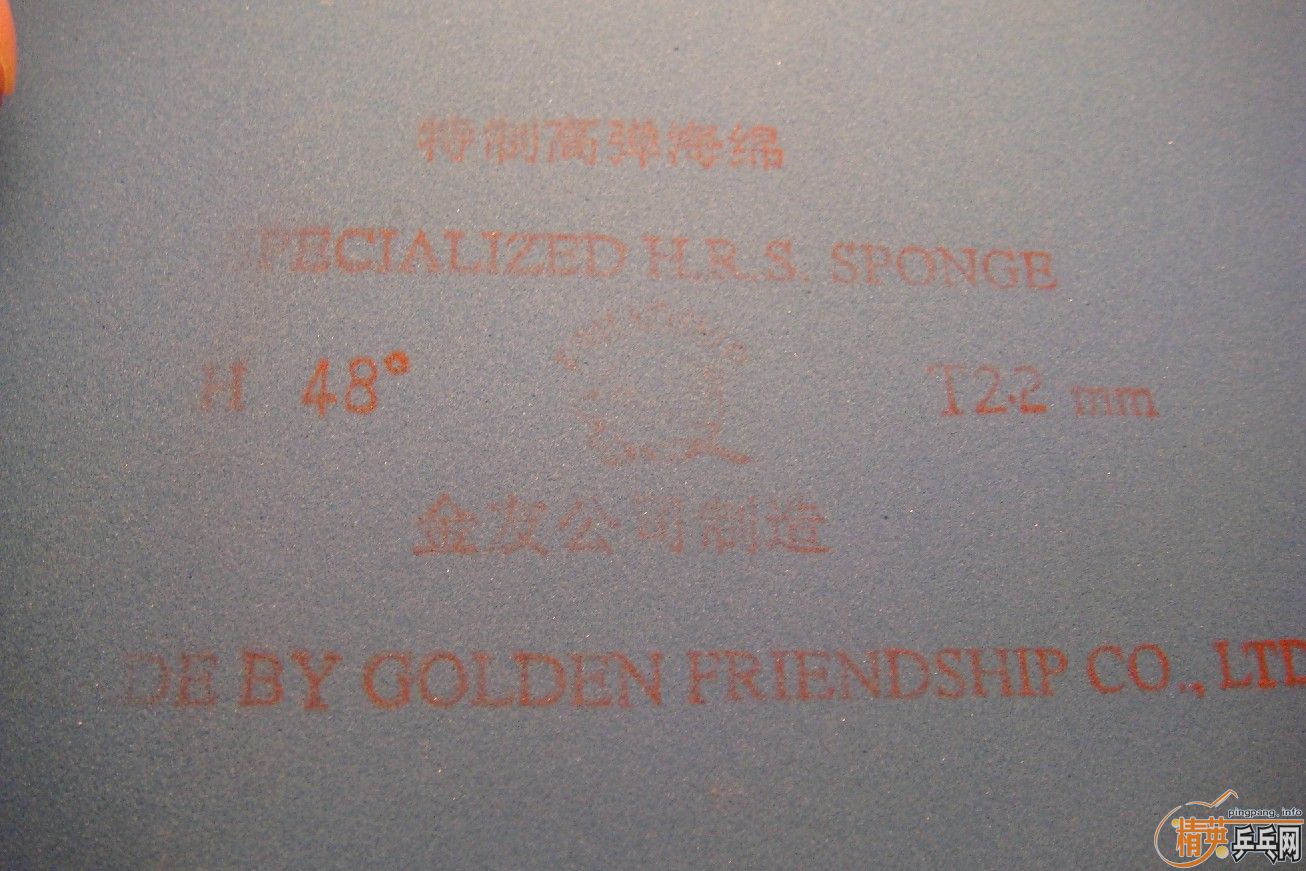 特制高弹海绵
SPECIALIZED H.R.S. SPONGE
H 48° T2.2 mm
金友公司制造
DE BY GOLDEN FRIENDSHIP CO., LTD
pingpang.info
精英乒乓网